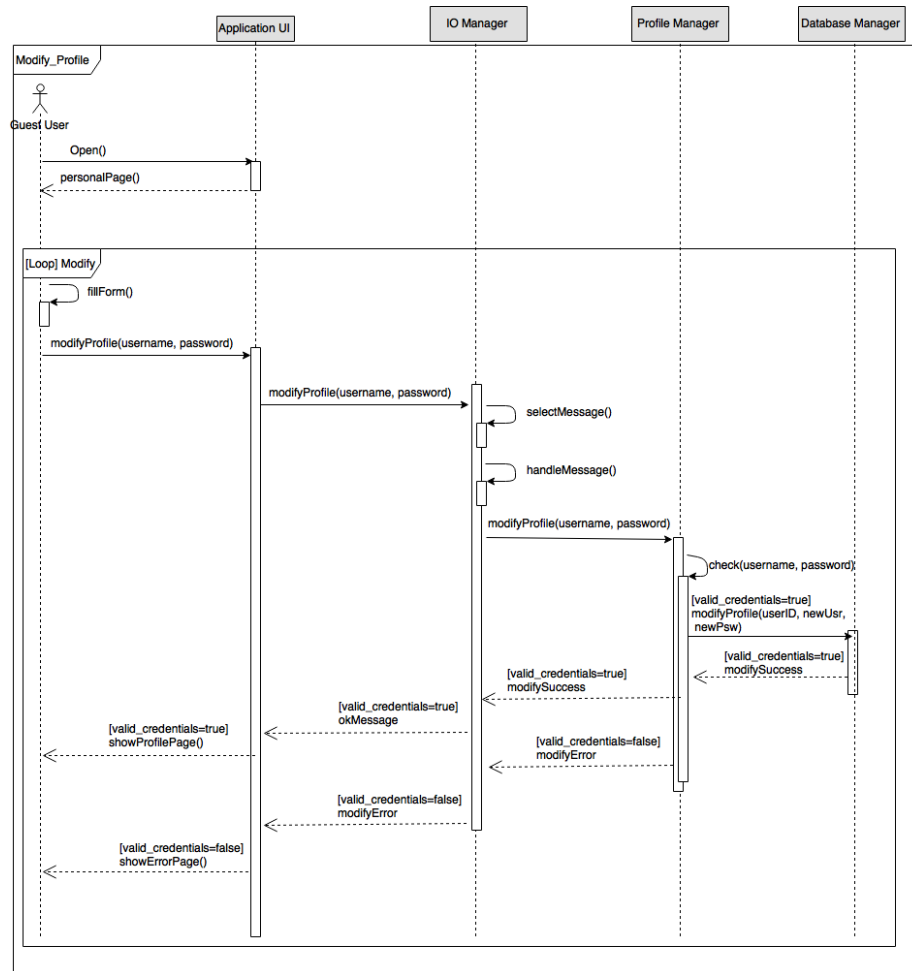 Application UI
IO Manager
Profile Manager
Database Manager
Modify_Profile
Guest User
Open()
personalPage()
[Loop] Modify
fillForm()
modifyProfile(username, password)
modifyProfile(username, password)
selectMessage()
handleMessage()
modifyProfile(username, password)
check(username, password)
[valid_credentials=true]
modifyProfile(userID, newUsr,
newPsw)
[valid_credentials=true]
modifySuccess
[valid_credentials=true]
modifySuccess
[valid_credentials=true]
okMessage
[valid_credentials=true]
showProfilePage()
[valid_credentials=false]
modifyError
[valid_credentials=false]
modifyError
[valid_credentials=false]
showErrorPage()